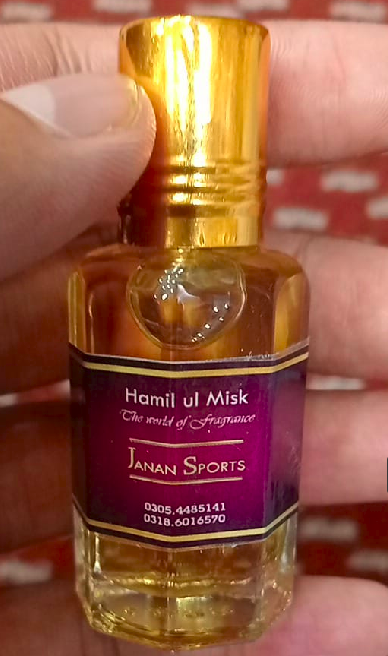 Hamil ul Misk
The world of Fragrance
JANAN SPORTS
0305.4485141
0318.6016570